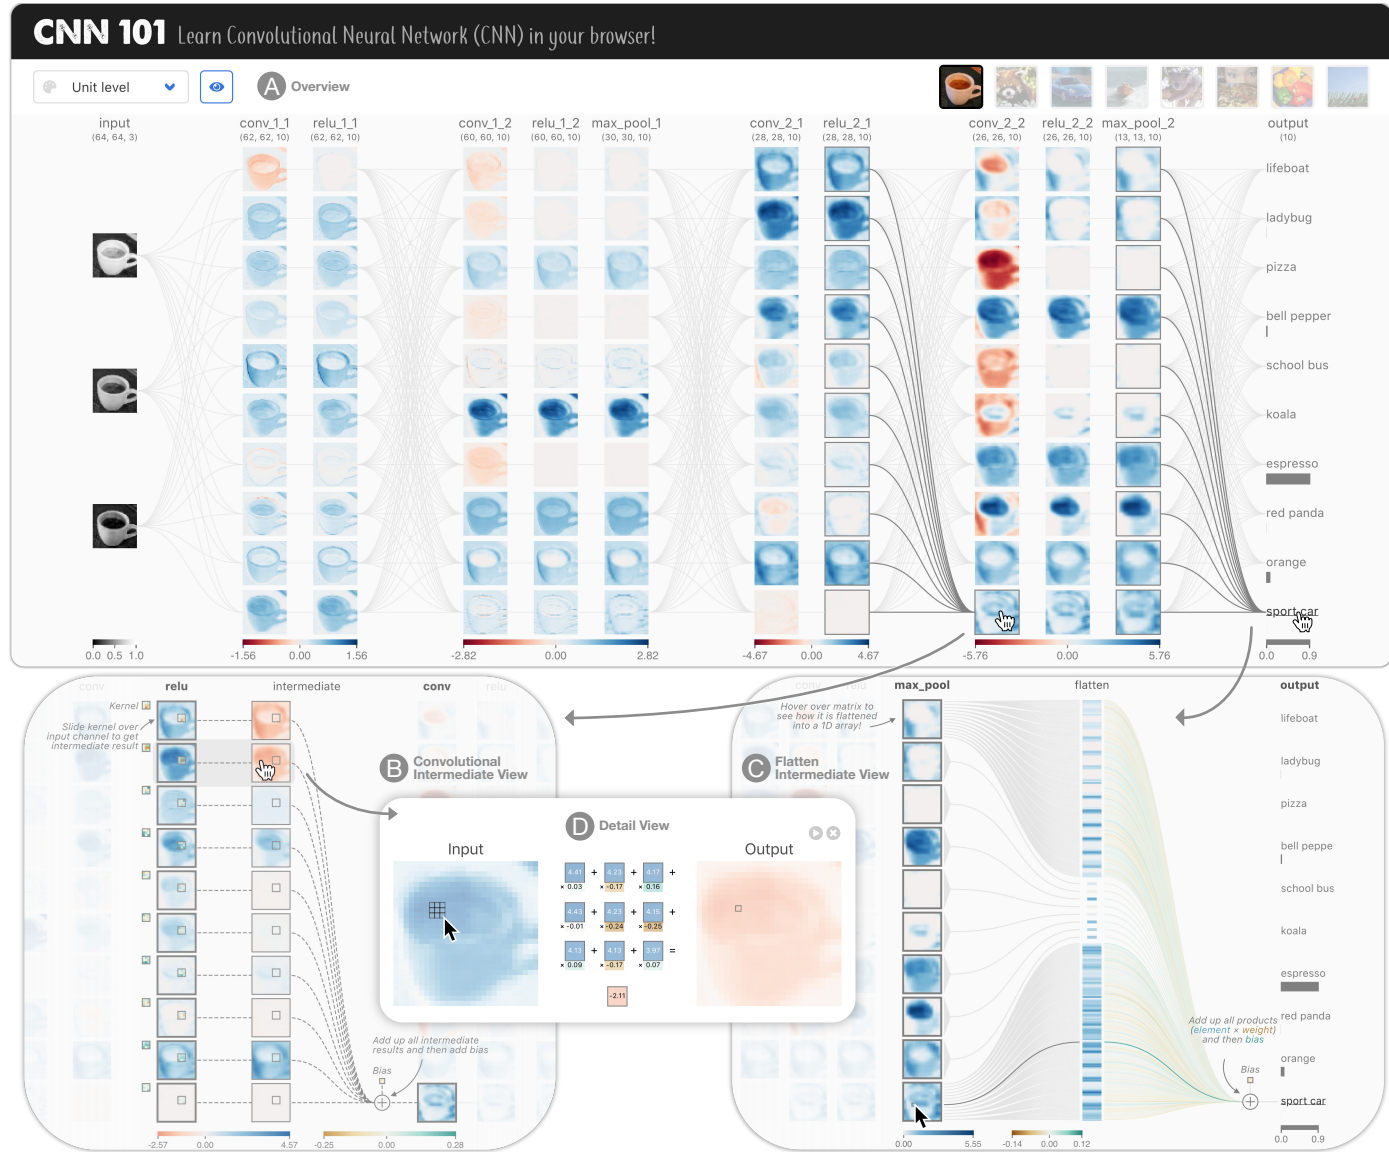 CNN 101 Learn Convolutional Neural Network (CNN) in your browser!
Unit level
A Overview
input
(64, 64, 3)
conv_1_1
(62, 62, 10)
relu_1_1
(62, 62, 10)
conv_1_2
(60, 60, 10)
relu_1_2
(60, 60, 10)
max_pool_1
(30, 30, 10)
conv_2_1
(28, 28, 10)
relu_2_1
(28, 28, 10)
conv_2_2
(26, 26, 10)
relu_2_2
(26, 26, 10)
max_pool_2
(13, 13, 10)
output
(10)
lifeboat
ladybug
pizza
bell pepper
school bus
koala
espresso
red panda
orange
sport car
0.0 0.5 1.0
-1.56 0.00 1.56
-2.82 0.00 2.82
-4.67 0.00 4.67
-5.76 0.00 5.76
0.0 0.9
conv
relu
intermediate
conv
relu
Kernel
Slide kernel over
input channel to get
intermediate result
B Convolutional
Intermediate View
Add up all intermediate
results and then add bias
Bias
-2.57 0.00 4.57
-0.25 0.00 0.28
D Detail View
Input
Output
4.41 + 4.23 + 4.17 +
× 0.03 × -0.17 × 0.16
4.43 + 4.23 + 4.15 +
× -0.01 × -0.24 × -0.25
4.13 + 4.13 + 3.97 =
× 0.09 × -0.17 × 0.07
-2.11
relu
max_pool
flatten
output
Hover over matrix to
see how it is flattened
into a 1D array!
C Flatten
Intermediate View
lifeboat
ladybug
pizza
bell peppe
school bus
koala
espresso
red panda
orange
sport car
Add up all products
(element × weight)
and then bias
Bias
0.00 5.55
-0.14 0.00 0.12
0.0 0.9